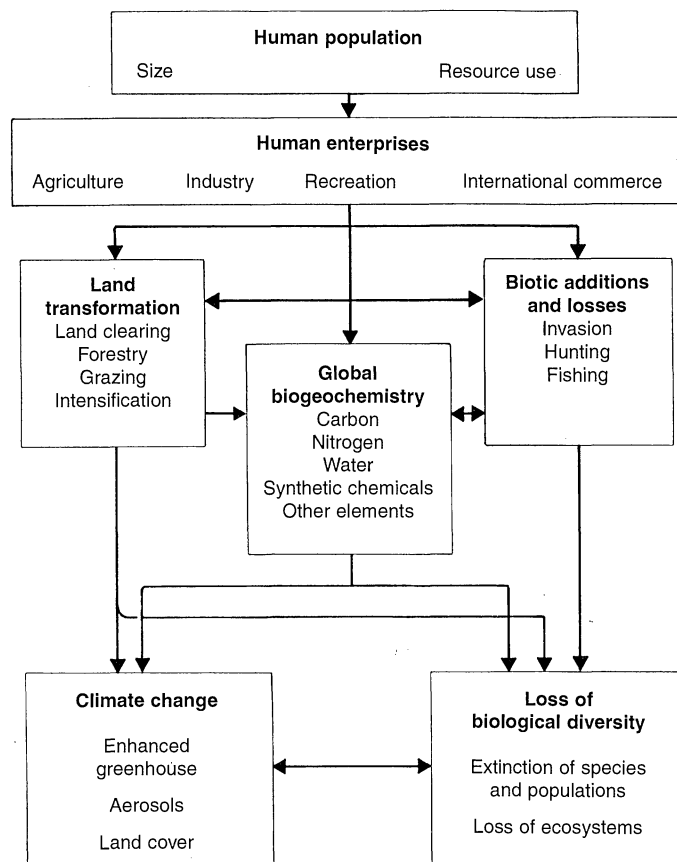 Human population
Size Resource use
Human enterprises
Agriculture Industry Recreation International commerce
Land
transformation
Land clearing
Forestry
Grazing
Intensification
Biotic additions
and losses
Invasion
Hunting
Fishing
Global
biogeochemistry
Carbon
Nitrogen
Water
Synthetic chemicals
Other elements
Climate change
Enhanced
greenhouse
Aerosols
Land cover
Loss of
biological diversity
Extinction of species
and populations
Loss of ecosystems